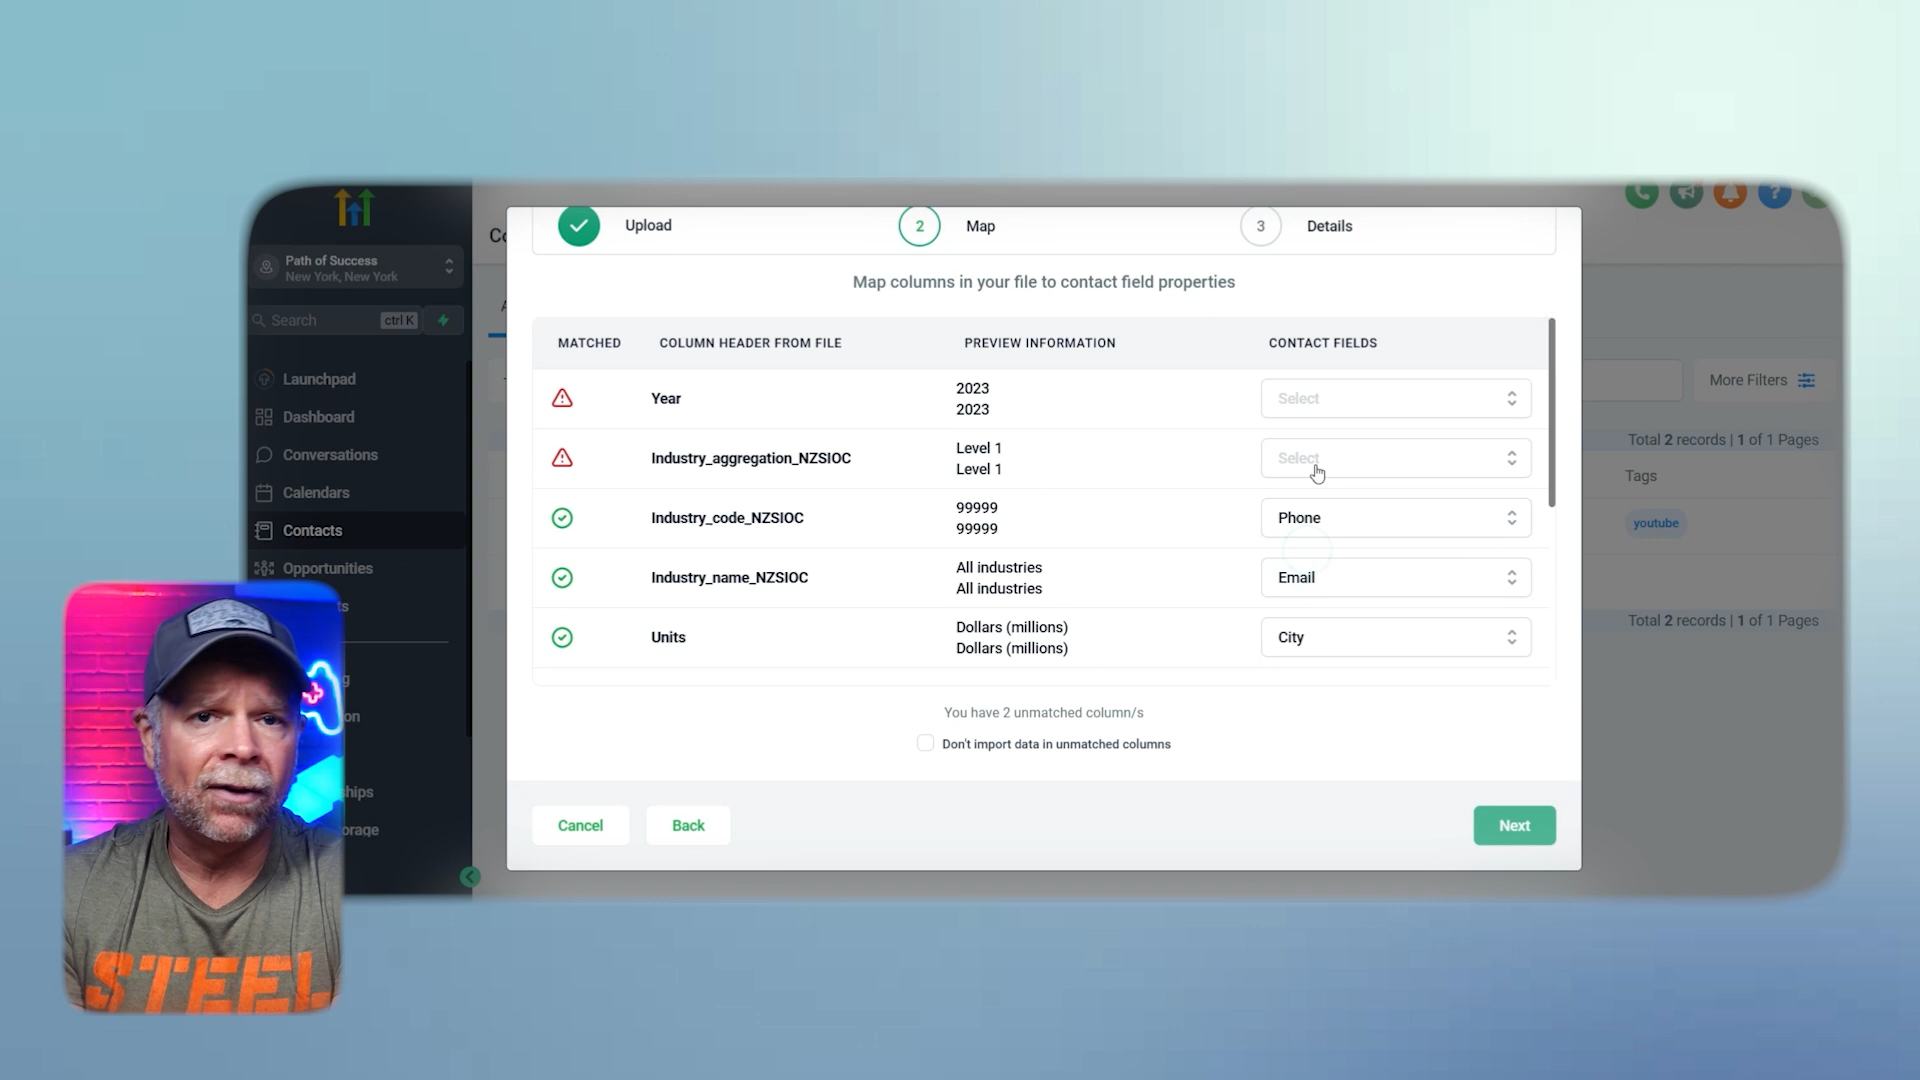 Upload
2
Map
3
Details
Path of Success
New York, New York
Search
ctrl K
Map columns in your file to contact field properties
MATCHED
COLUMN HEADER FROM FILE
PREVIEW INFORMATION
CONTACT FIELDS
Year
2023
2023
Select
Industry_aggregation_NZSIOC
Level 1
Level 1
Select
Industry_code_NZSIOC
99999
99999
Phone
Industry_name_NZSIOC
All industries
All industries
Email
Units
Dollars (millions)
Dollars (millions)
City
You have 2 unmatched column/s
Don't import data in unmatched columns
Cancel
Back
Next
Launchpad
Dashboard
Conversations
Calendars
Contacts
Opportunities
More Filters
Total 2 records | 1 of 1 Pages
Tags
youtube
Total 2 records | 1 of 1 Pages
STEEL